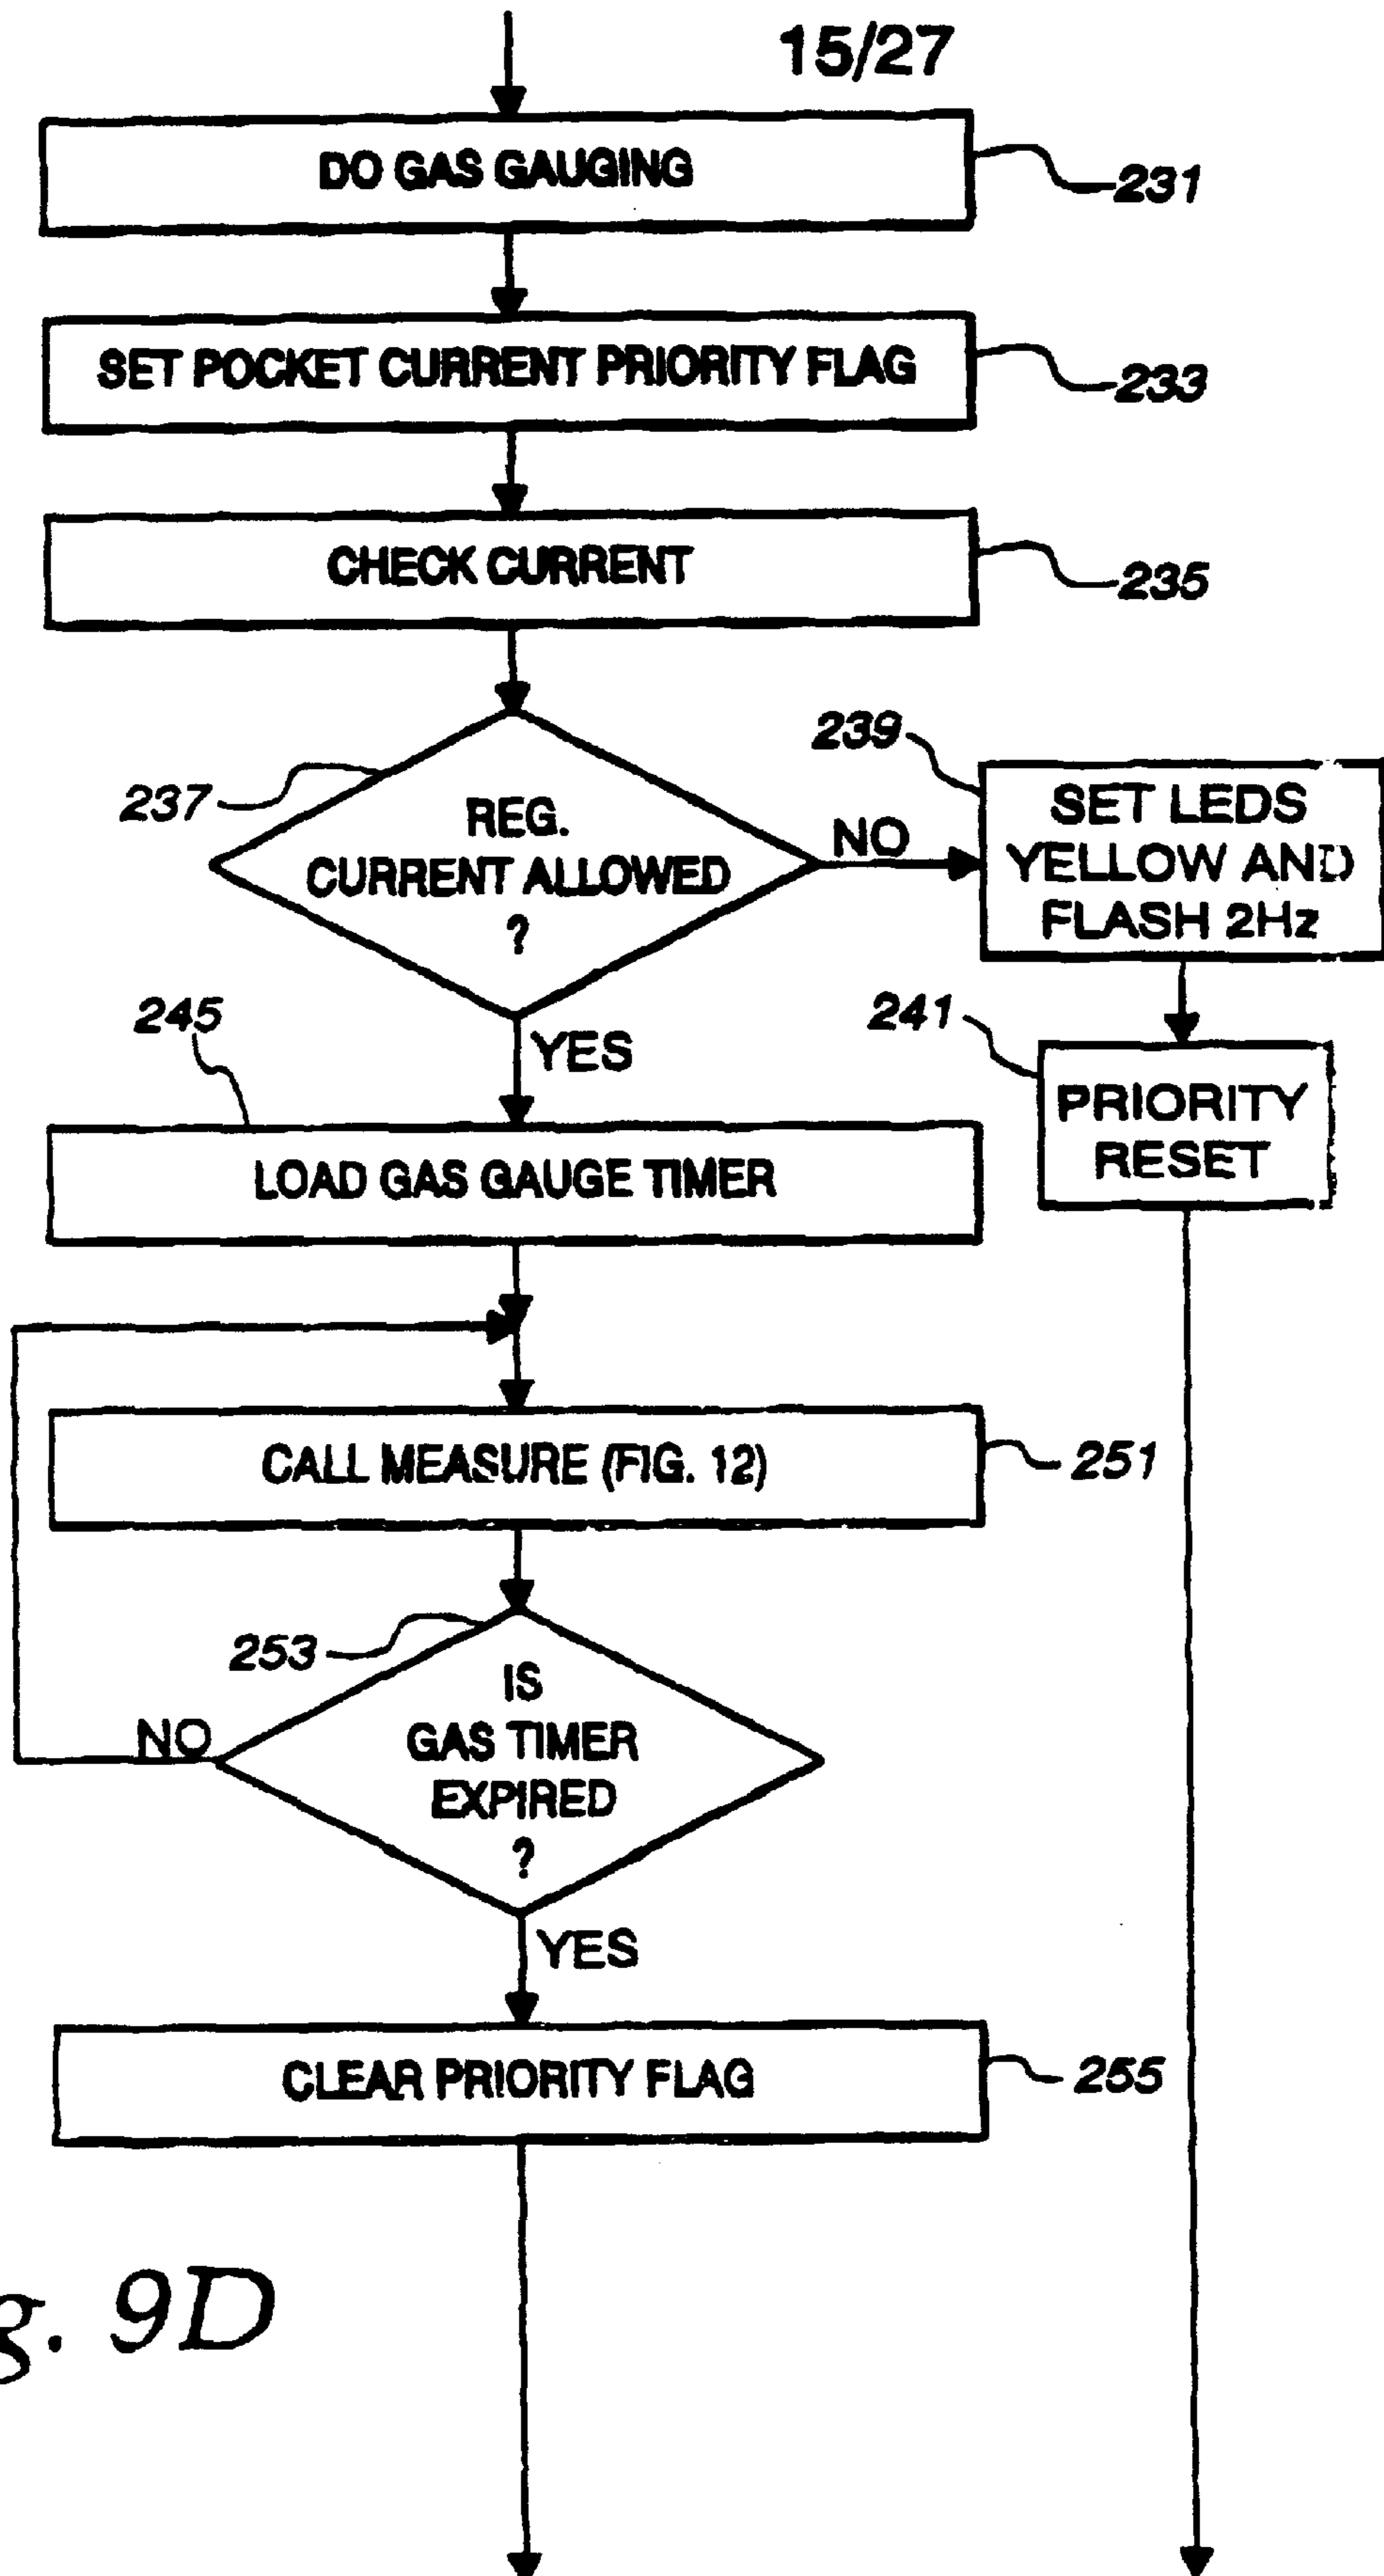 15/27
DO GAS GAUGING
231
SET POCKET CURRENT PRIORITY FLAG
233
CHECK CURRENT
235
237
REG.
CURRENT ALLOWED
?
NO
239
SET LEDS
YELLOW AND
FLASH 2Hz
241
PRIORITY
RESET
YES
245
LOAD GAS GAUGE TIMER
CALL MEASURE (FIG. 12)
251
253
IS
GAS TIMER
EXPIRED
?
NO
YES
CLEAR PRIORITY FLAG
255
g. 9D